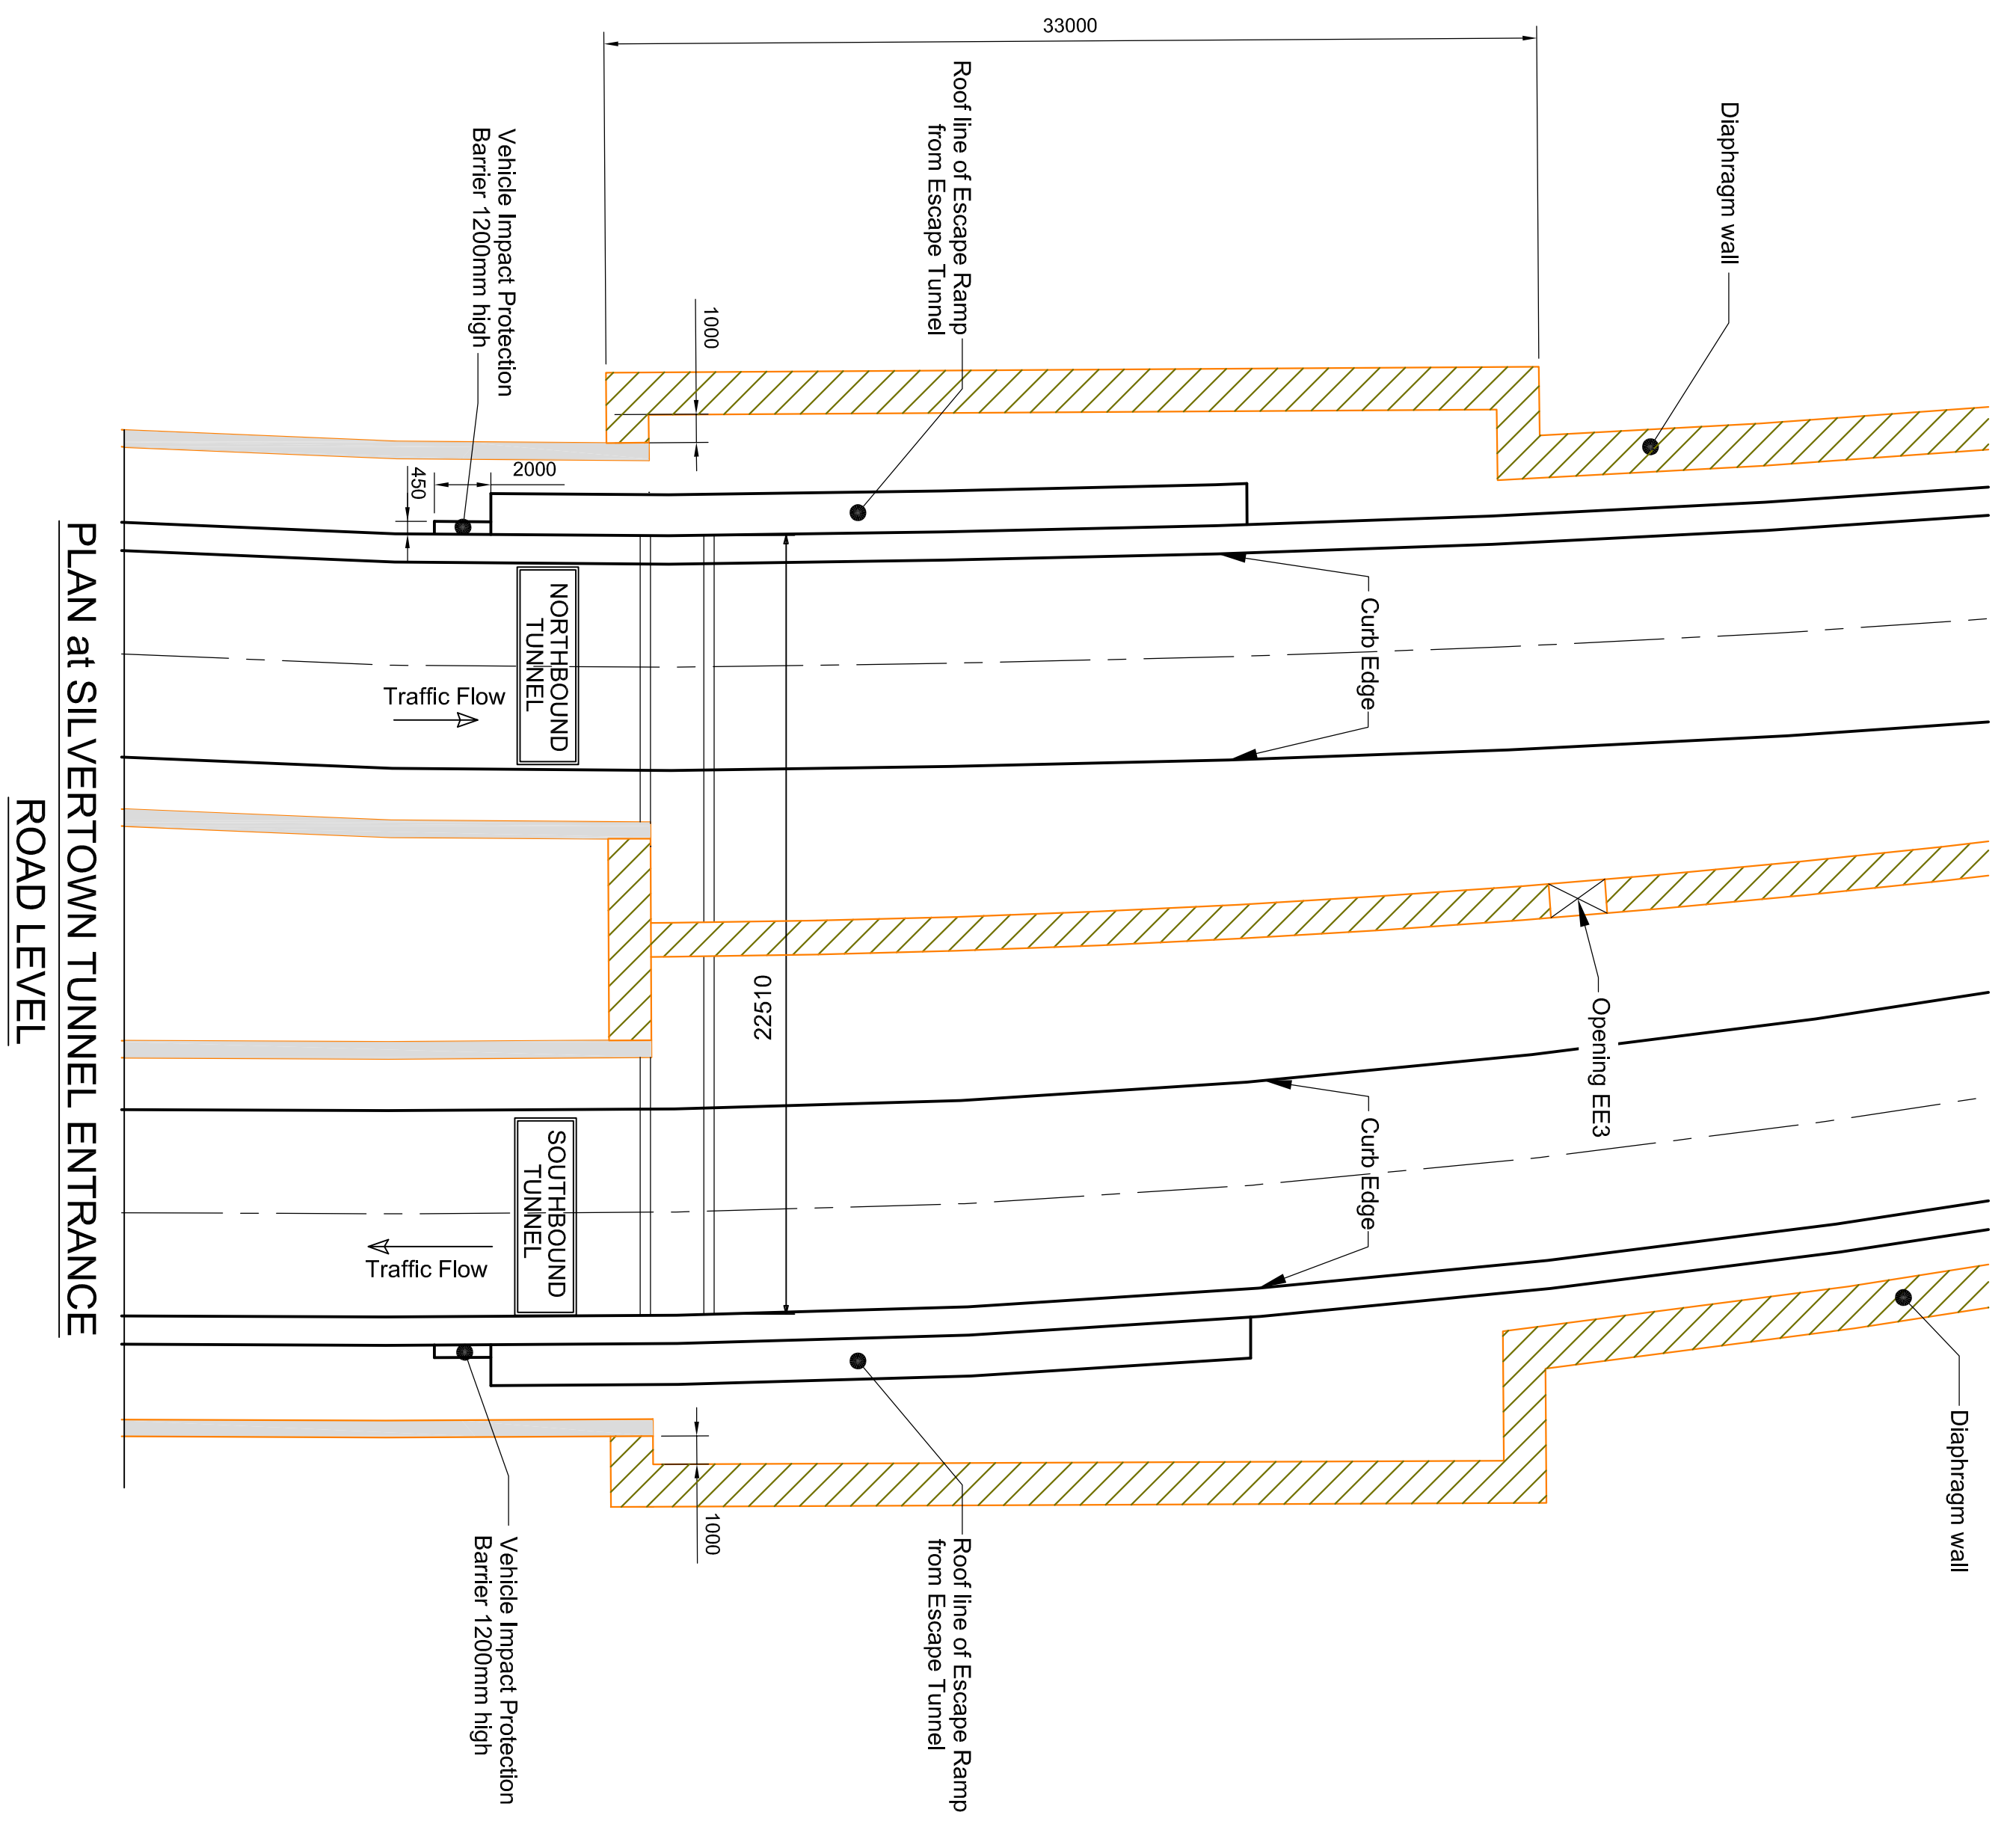 33000
Diaphragm wall
Roof line of Escape Ramp
from Escape Tunnel
Vehicle Impact Protection
Barrier 1200mm high
1000
2000
450
NORTHBOUND
TUNNEL
Traffic Flow
Curb Edge
22510
Opening EE3
Curb Edge
SOUTHBOUND
TUNNEL
Traffic Flow
Diaphragm wall
1000
Roof line of Escape Ramp
from Escape Tunnel
Vehicle Impact Protection
Barrier 1200mm high
PLAN at SILVERTOWN TUNNEL ENTRANCE
ROAD LEVEL